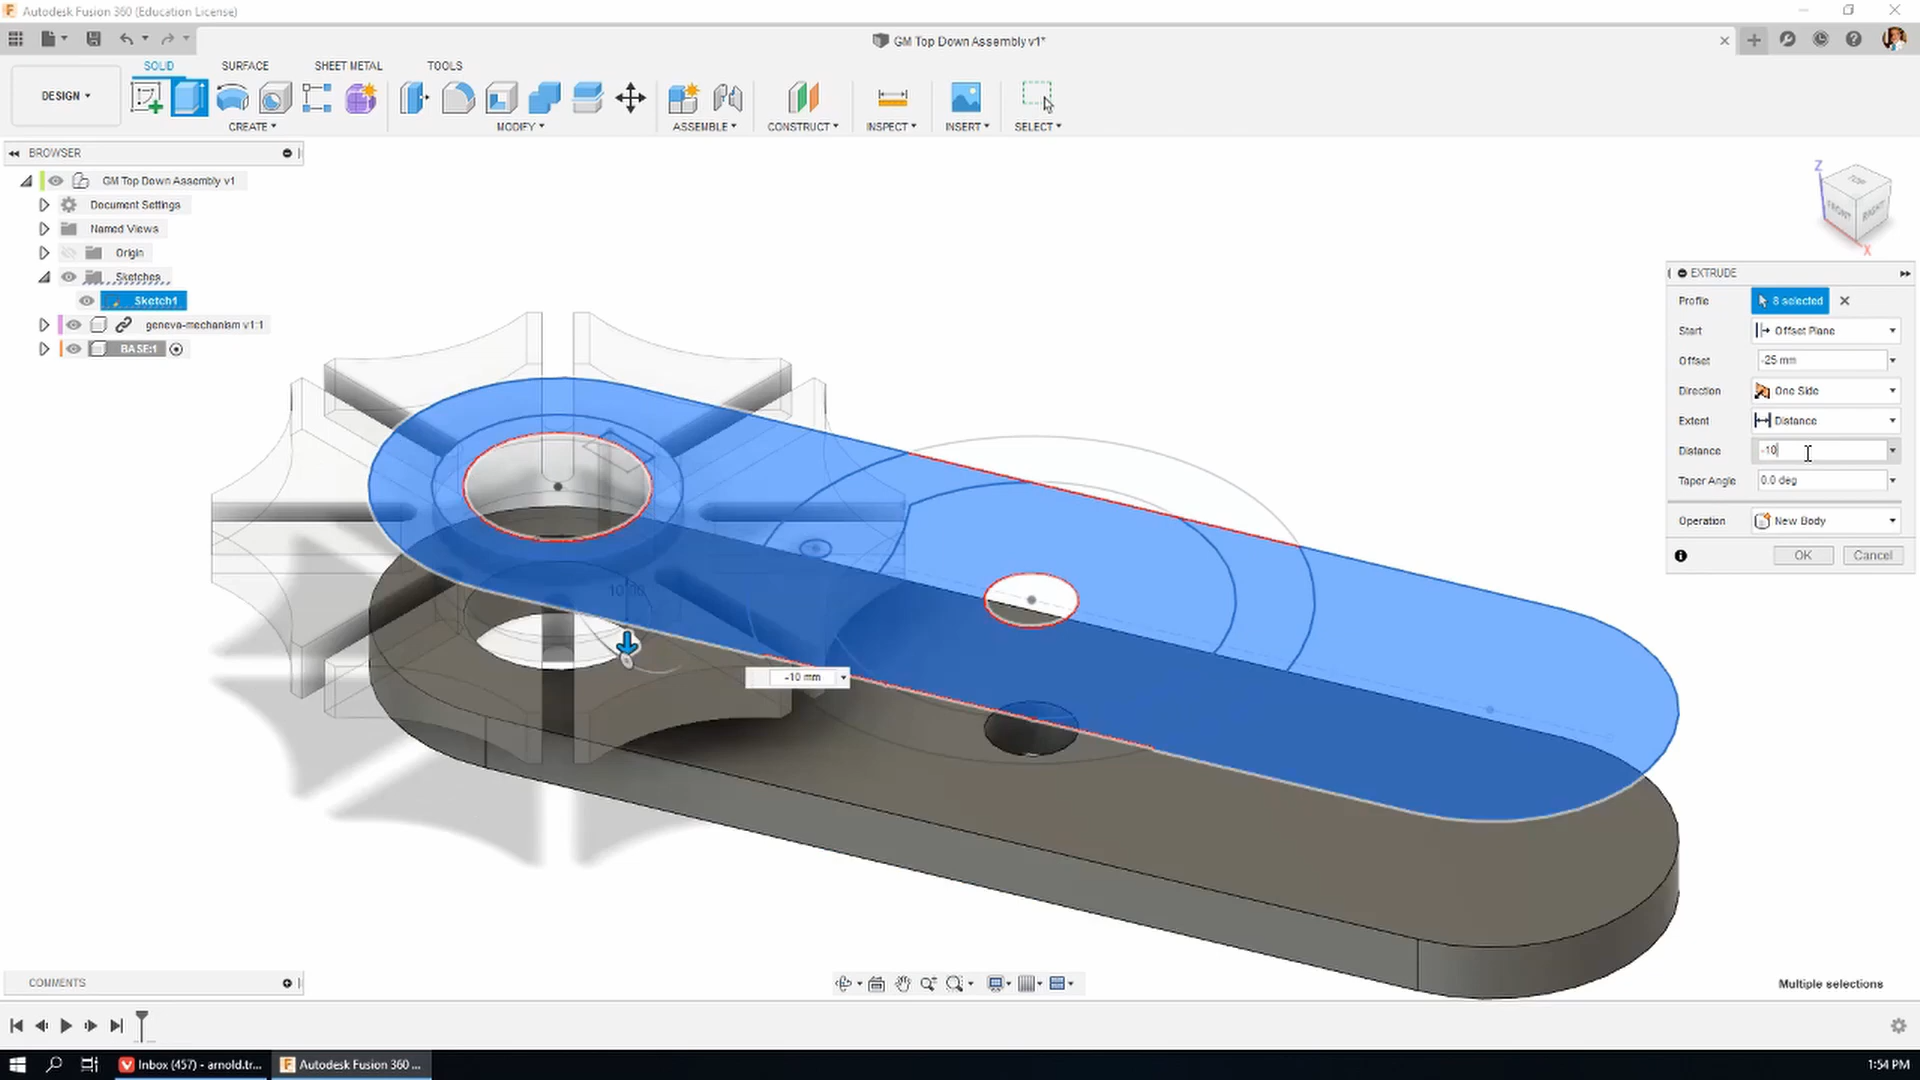 Autodesk Fusion 360 (Education License)
GM Top Down Assembly v1*
SOLID SURFACE SHEET METAL TOOLS
DESIGN
CREATE MODIFY ASSEMBLE CONSTRUCT INSPECT INSERT SELECT
BROWSER
GM Top Down Assembly v1
Document Settings
Named Views
Origin
Sketches
Sketch1
geneva-mechanism v1:1
BASE:1
TOP
FRONT
RIGHT
Z
X
EXTRUDE
Profile 8 selected
Start Offset Plane
Offset -25 mm
Direction One Side
Extent Distance
Distance -10
Taper Angle 0.0 deg
Operation New Body
OK Cancel
-10 mm
COMMENTS
Multiple selections
Inbox (457) - arnold.tr...
Autodesk Fusion 360 ...
1:54 PM